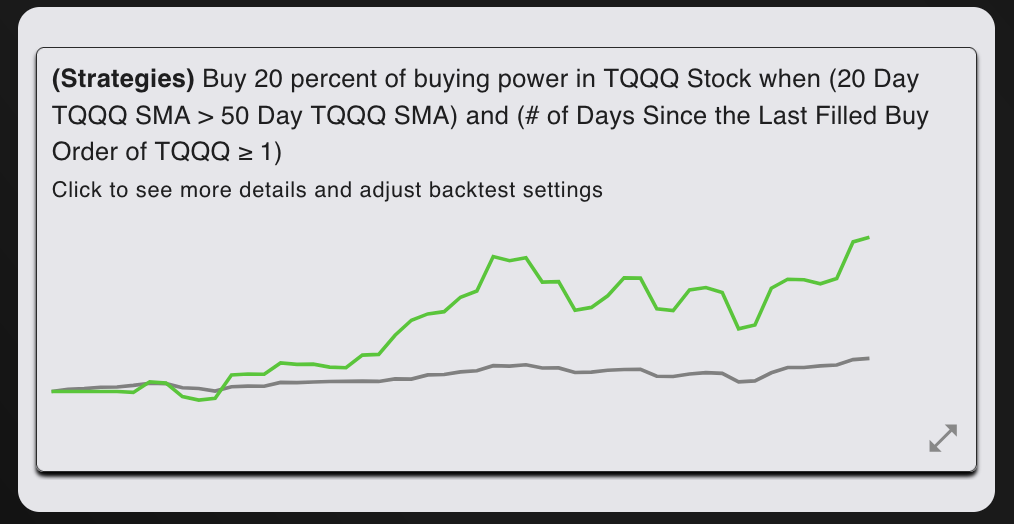 (Strategies) Buy 20 percent of buying power in TQQQ Stock when (20 Day
TQQQ SMA > 50 Day TQQQ SMA) and (# of Days Since the Last Filled Buy
Order of TQQQ ≥ 1)
Click to see more details and adjust backtest settings